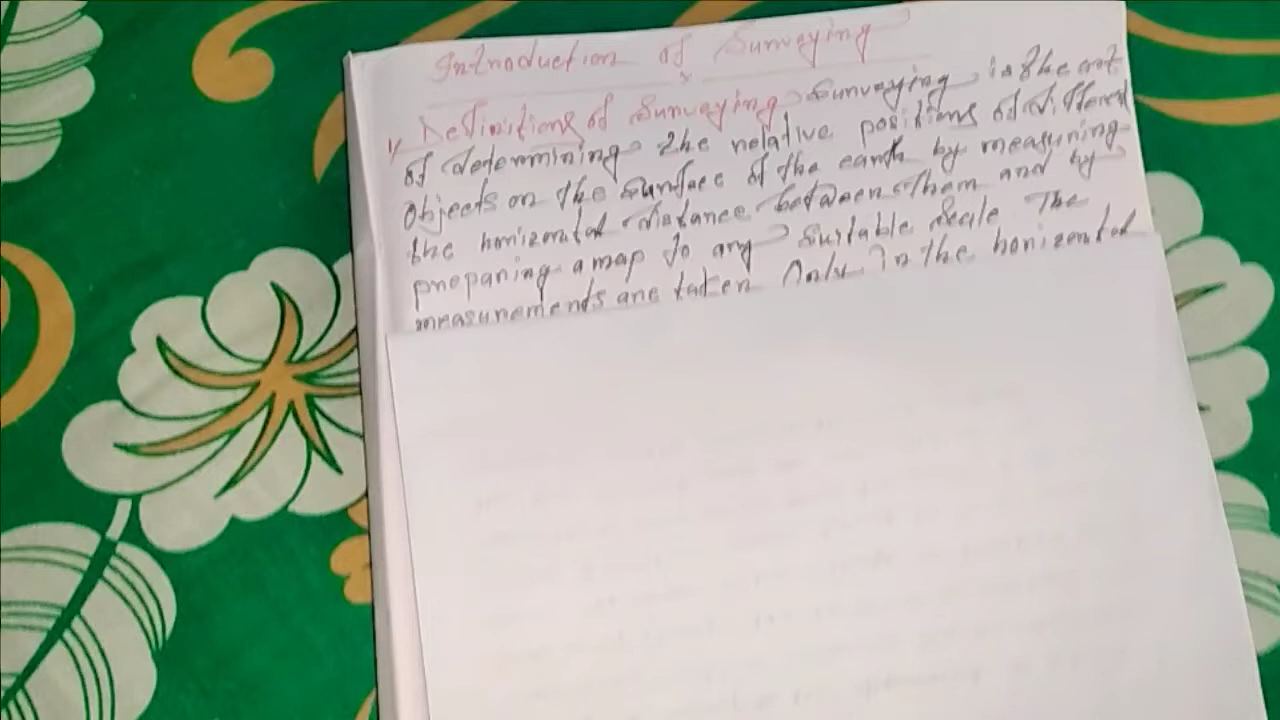 Introduction of Surveying
1) Definitions of Surveying Surveying is the art
of determining the relative positions of different
objects on the surface of the earth by measuring
the horizontal distance between them and by
preparing a map to any suitable scale The
measurements are taken Only in the horizontal